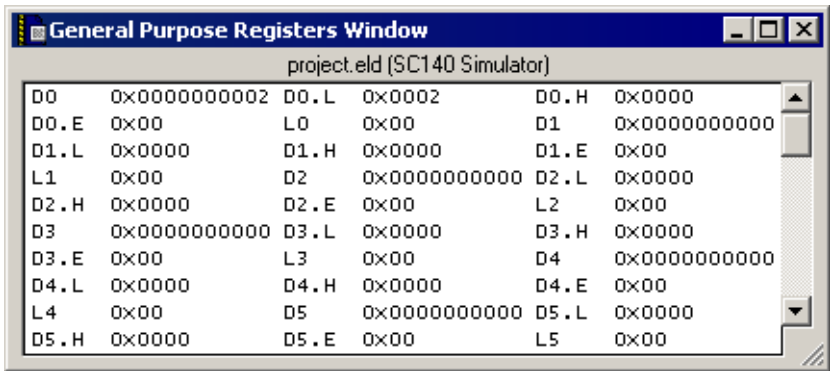 General Purpose Registers Window
project.eld (SC140 Simulator)
D0 0x0000000002 D0.L 0x0002 D0.H 0x0000
D0.E 0x00 L0 0x00 D1 0x0000000000
D1.L 0x0000 D1.H 0x0000 D1.E 0x00
L1 0x00 D2 0x0000000000 D2.L 0x0000
D2.H 0x0000 D2.E 0x00 L2 0x00
D3 0x0000000000 D3.L 0x0000 D3.H 0x0000
D3.E 0x00 L3 0x00 D4 0x0000000000
D4.L 0x0000 D4.H 0x0000 D4.E 0x00
L4 0x00 D5 0x0000000000 D5.L 0x0000
D5.H 0x0000 D5.E 0x00 L5 0x00